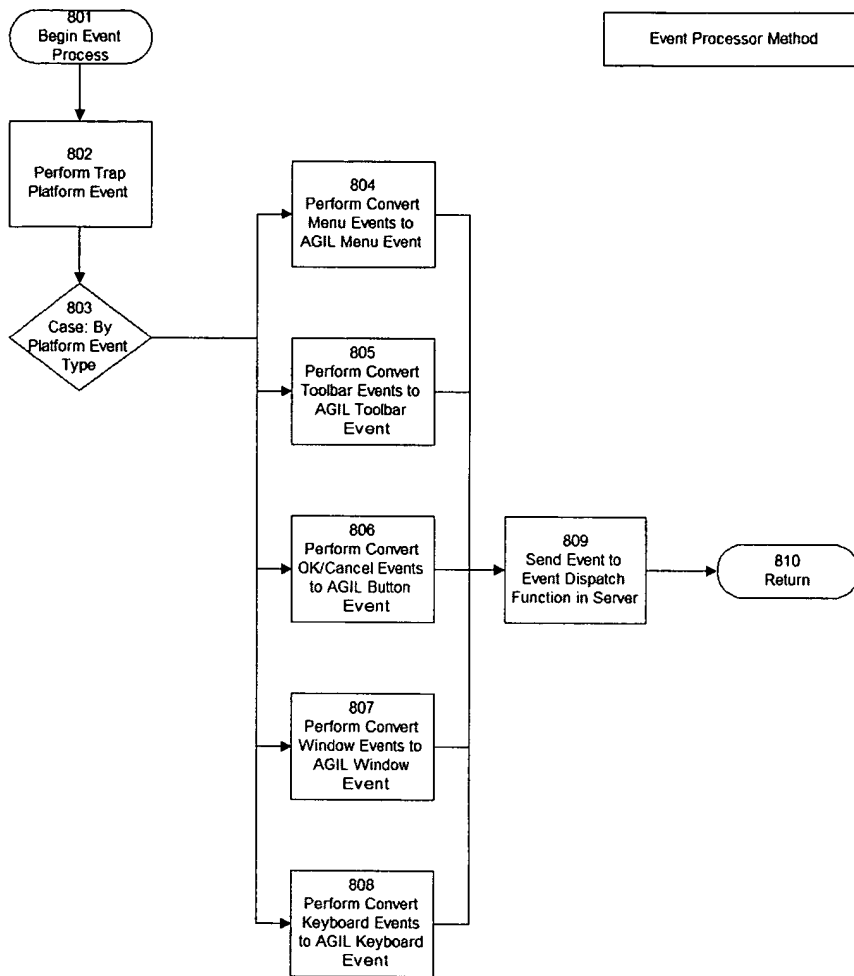 801
Begin Event
Process
Event Processor Method
802
Perform Trap
Platform Event
803
Case: By
Platform Event
Type
804
Perform Convert
Menu Events to
AGIL Menu Event
805
Perform Convert
Toolbar Events to
AGIL Toolbar
Event
806
Perform Convert
OK/Cancel Events
to AGIL Button
Event
807
Perform Convert
Window Events to
AGIL Window
Event
808
Perform Convert
Keyboard Events
to AGIL Keyboard
Event
809
Send Event to
Event Dispatch
Function in Server
810
Return